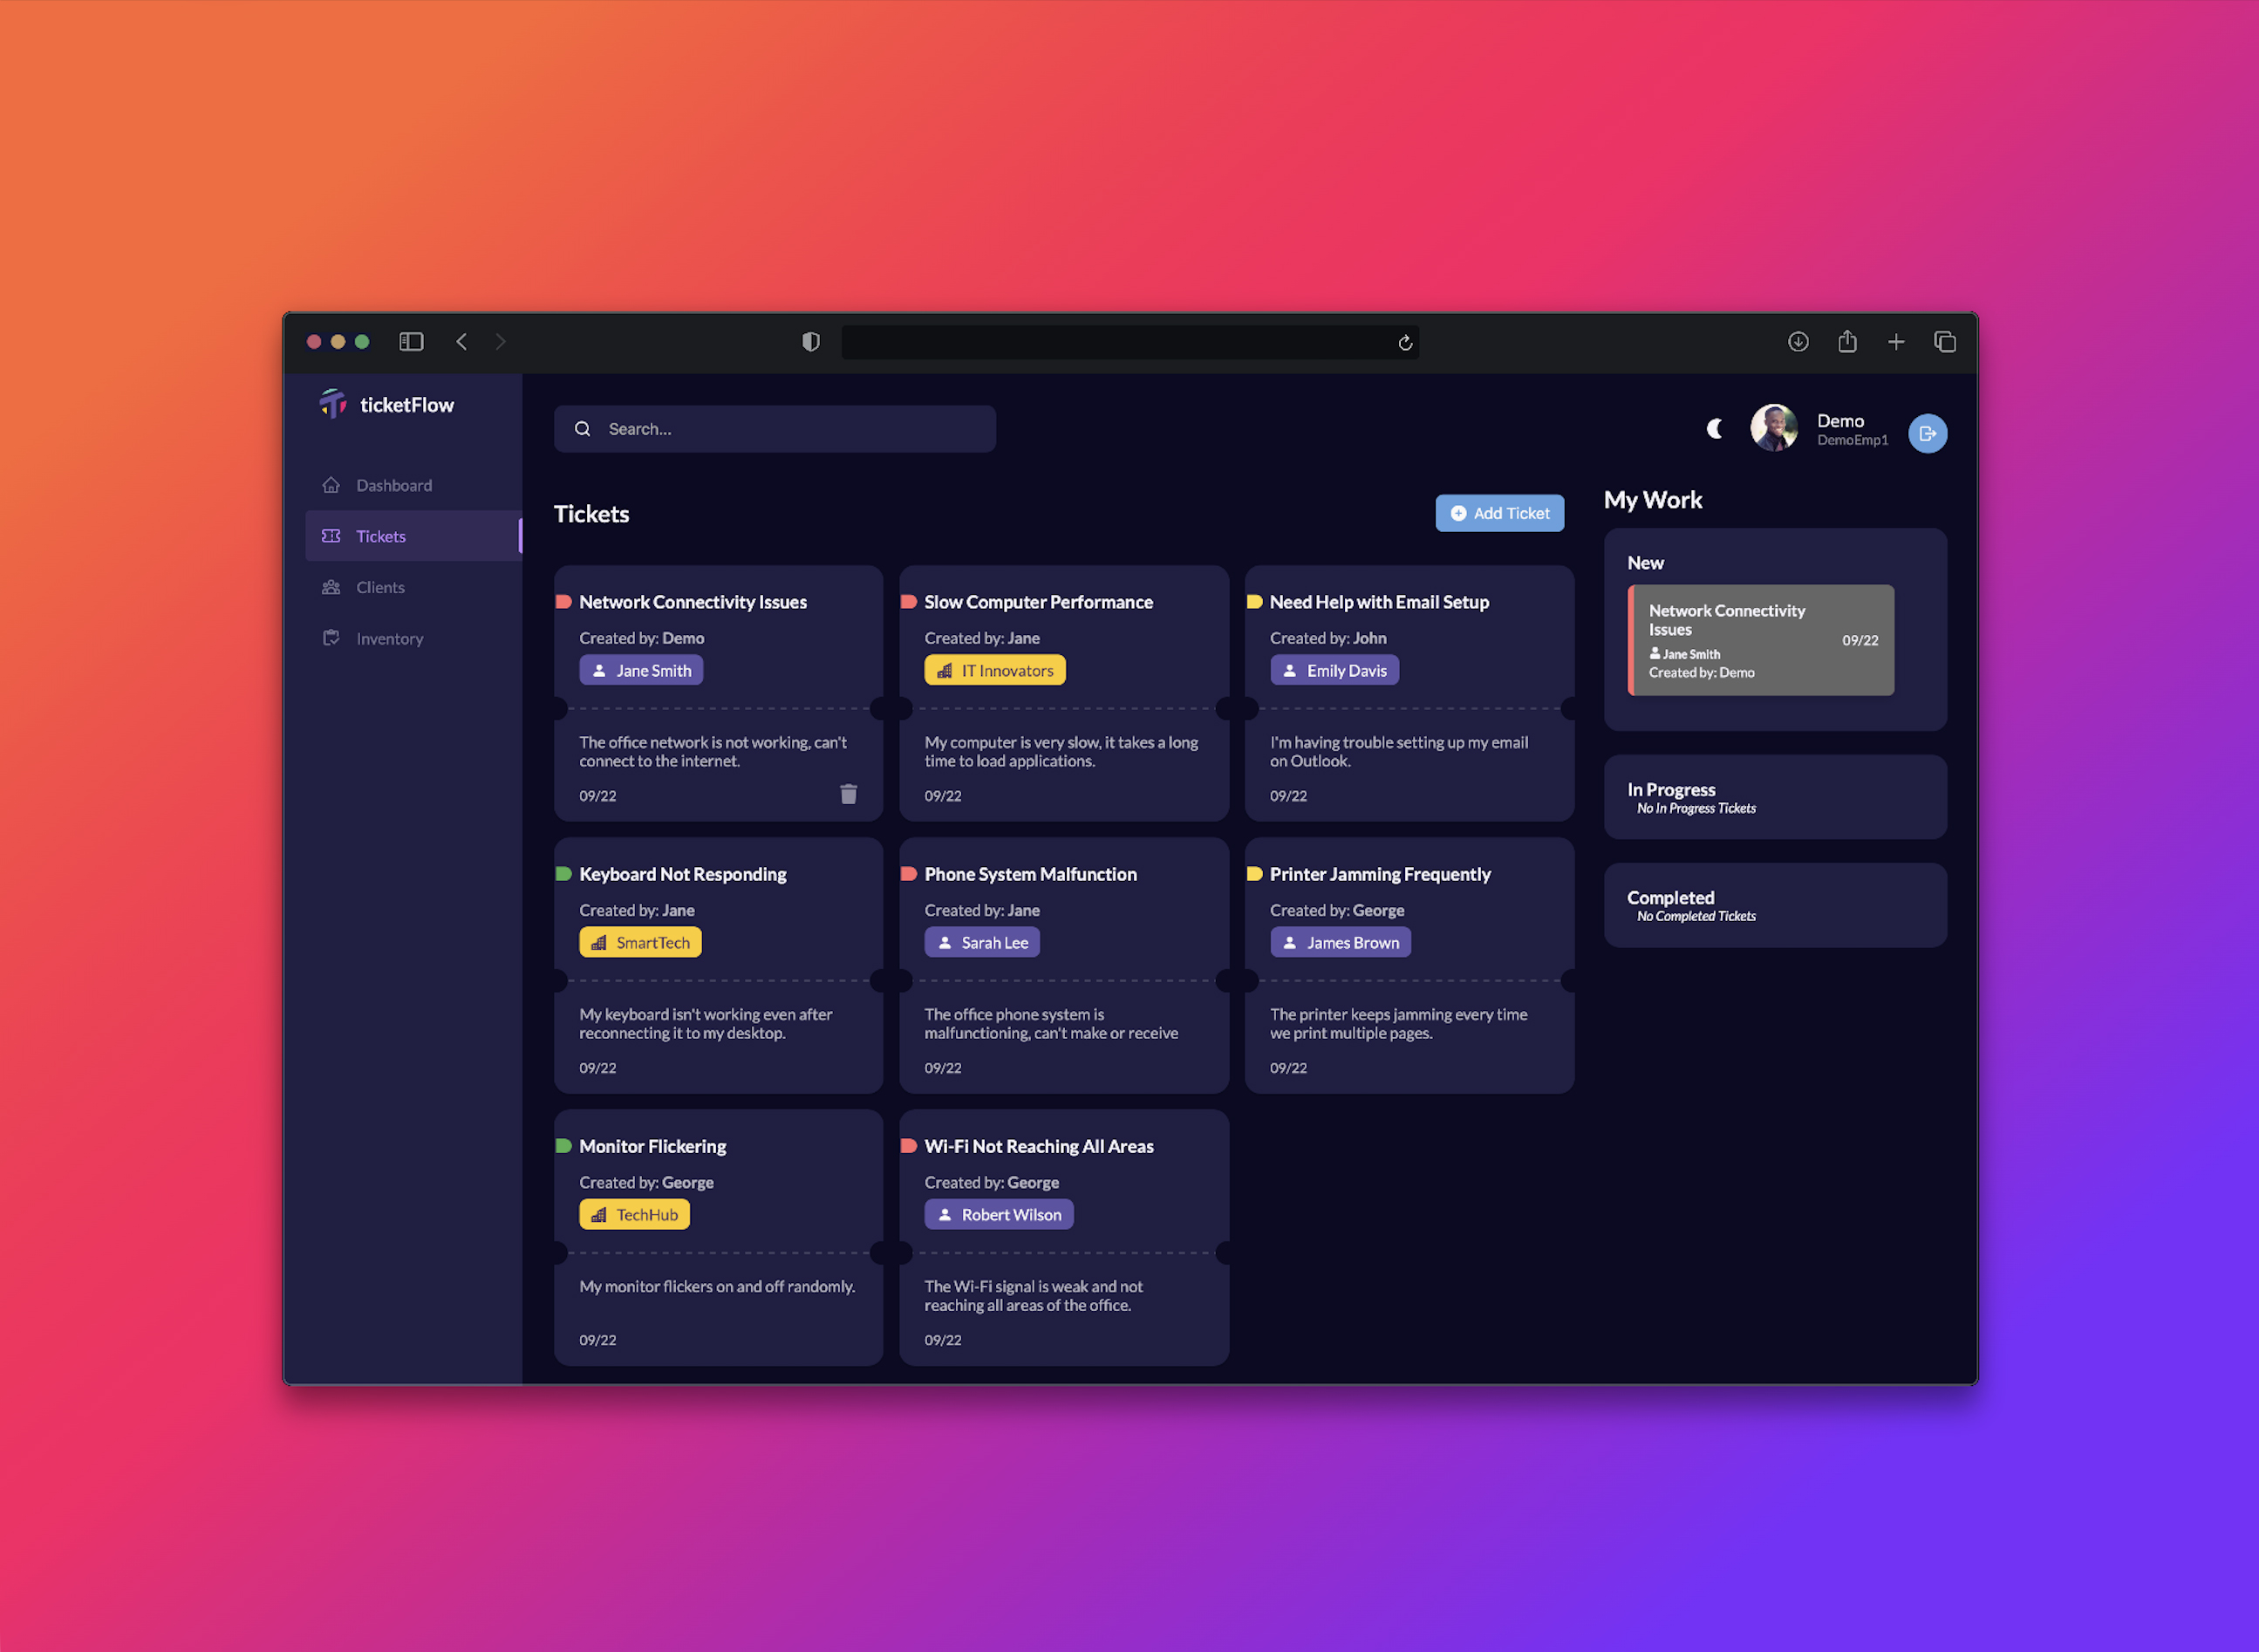 ticketFlow
Dashboard
Tickets
Clients
Inventory
Search...
Demo
DemoEmp1
Tickets
Add Ticket
Network Connectivity Issues
Created by: Demo
Jane Smith
The office network is not working, can't
connect to the internet.
09/22
Slow Computer Performance
Created by: Jane
IT Innovators
My computer is very slow, it takes a long
time to load applications.
09/22
Need Help with Email Setup
Created by: John
Emily Davis
I'm having trouble setting up my email
on Outlook.
09/22
Keyboard Not Responding
Created by: Jane
SmartTech
My keyboard isn't working even after
reconnecting it to my desktop.
09/22
Phone System Malfunction
Created by: Jane
Sarah Lee
The office phone system is
malfunctioning, can't make or receive
09/22
Printer Jamming Frequently
Created by: George
James Brown
The printer keeps jamming every time
we print multiple pages.
09/22
Monitor Flickering
Created by: George
TechHub
My monitor flickers on and off randomly.
09/22
Wi-Fi Not Reaching All Areas
Created by: George
Robert Wilson
The Wi-Fi signal is weak and not
reaching all areas of the office.
09/22
My Work
New
Network Connectivity
Issues
09/22
Jane Smith
Created by: Demo
In Progress
No In Progress Tickets
Completed
No Completed Tickets